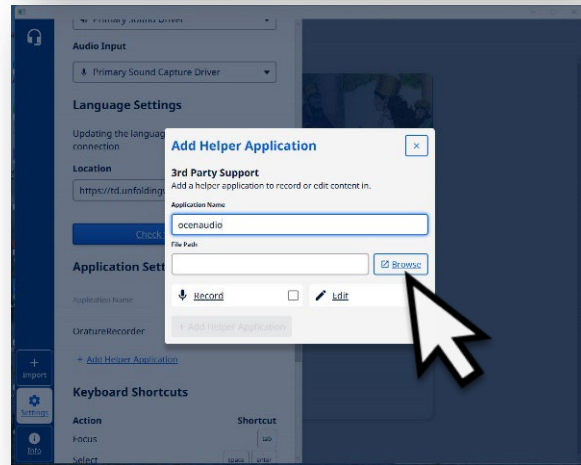 Primary Sound Driver
Audio Input
Primary Sound Capture Driver
Language Settings
Updating the languag
connection
Location
https://td.unfoldingw
Check
Application Sett
Application Name
OratureRecorder
+ Add Helper Application
Keyboard Shortcuts
Action Shortcut
Focus tab
Select space enter
+
Import
Settings
Info
Add Helper Application
×
3rd Party Support
Add a helper application to record or edit content in.
Application Name
ocenaudio
File Path
Browse
Record Edit
+ Add Helper Application